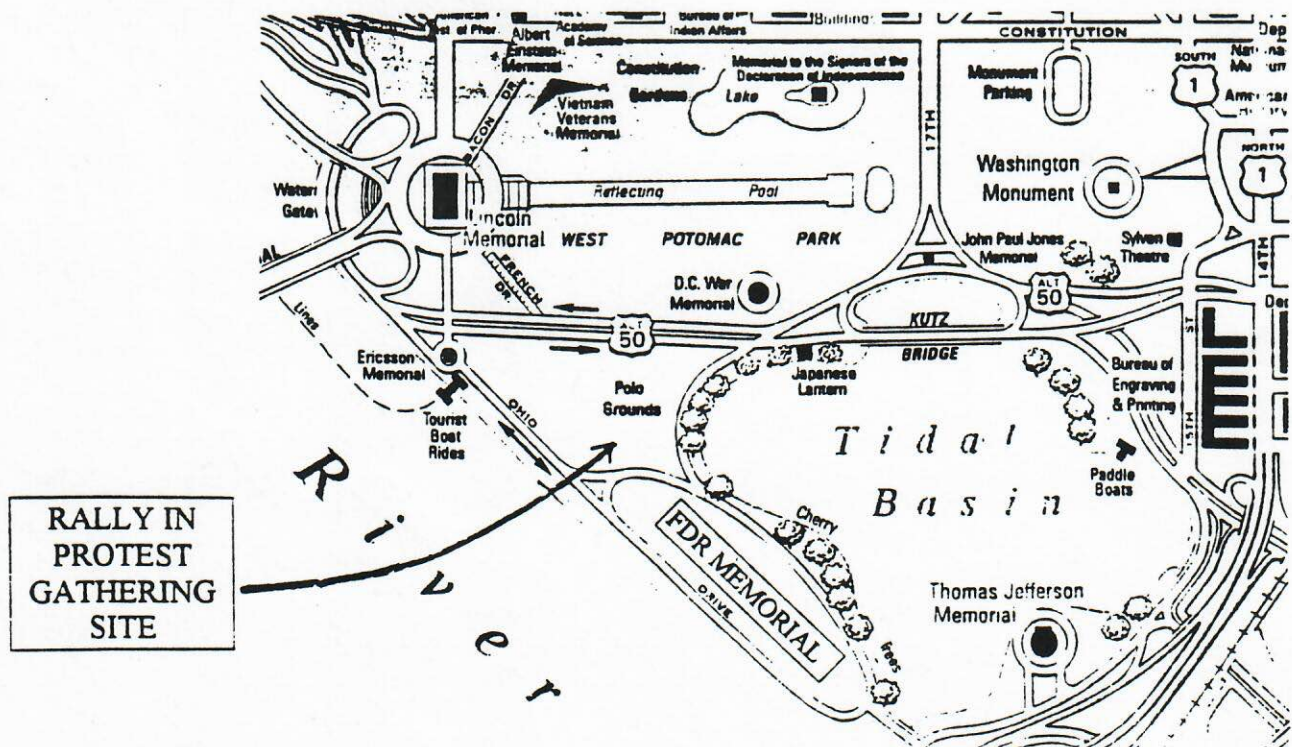 Albert
Einstein
Memorial
Academy
of Sciences
Bureau of
Indian Affairs
Buildings
CONSTITUTION
SOUTH
1
NORTH
1
BACON DR
Vietnam
Veterans
Memorial
Constitution
Gardens
Lake
Memorial to the Signers of the
Declaration of Independence
17TH
Monument
Parking
Washington
Monument
14TH
Lincoln
Memorial
Reflecting Pool
WEST POTOMAC PARK
John Paul Jones
Memorial
Sylvan
Theatre
FRENCH
DR
D.C. War
Memorial
ALT
50
ALT
50
KUTZ
BRIDGE
Lines
Ericsson
Memorial
Tourist
Boat
Rides
OHIO
Polo
Grounds
Japanese
Lantern
Bureau of
Engraving
& Printing
15TH ST
Tidal
Basin
Paddle
Boats
River
RALLY IN
PROTEST
GATHERING
SITE
FDR MEMORIAL
Cherry
Trees
DRIVE
Thomas Jefferson
Memorial